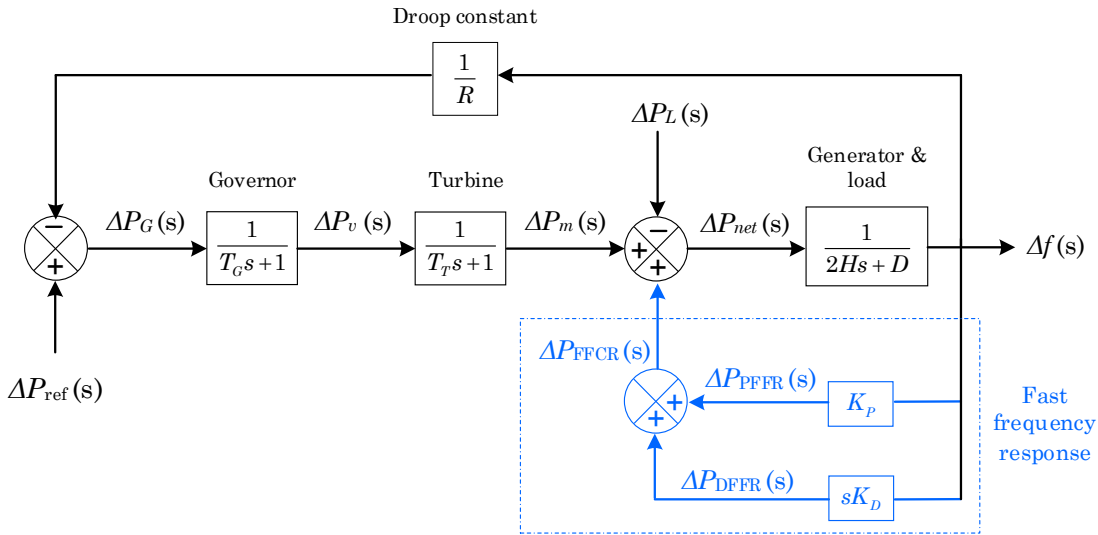 Droop constant
1
R
ΔP_L(s)
Generator &
load
Governor
Turbine
ΔP_G(s)
ΔP_v(s)
ΔP_m(s)
ΔP_net(s)
Δf(s)
1
T_G s+1
1
T_T s+1
1
2Hs+D
−
+
−
+
+
ΔP_ref(s)
ΔP_FFCR(s)
ΔP_PFFR(s)
K_P
+
+
Fast
frequency
response
ΔP_DFFR(s)
sK_D